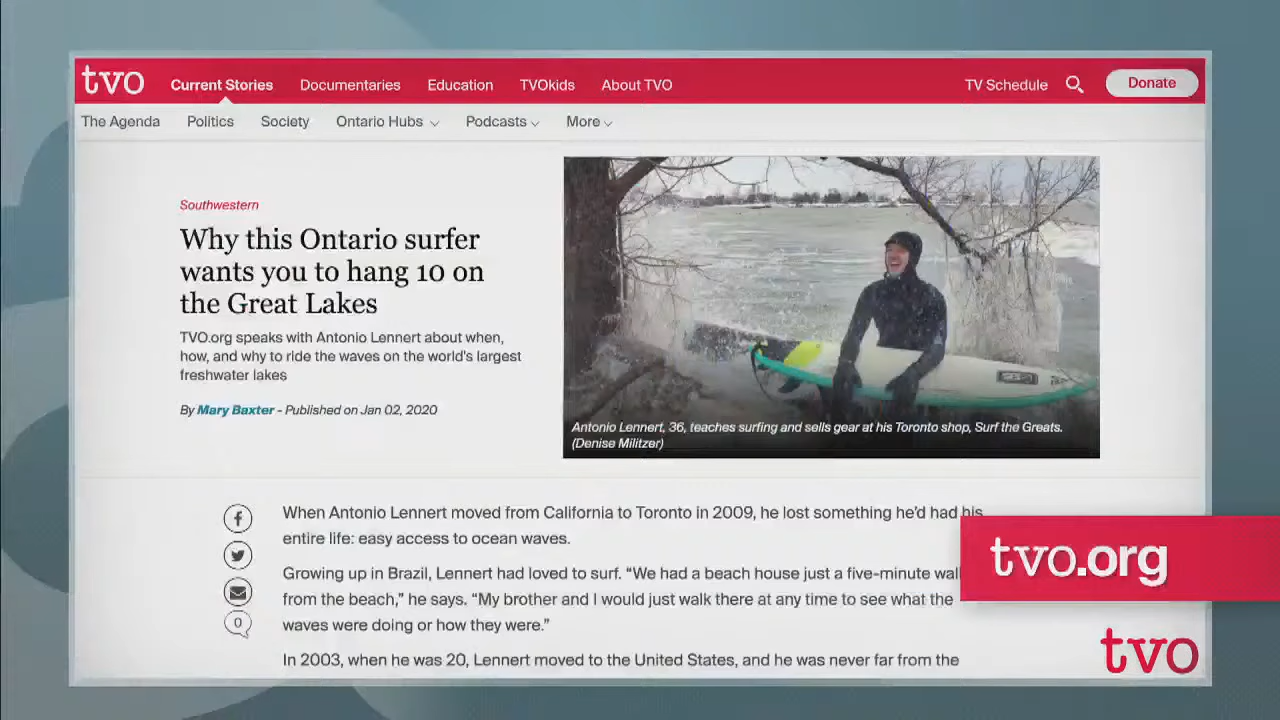 tvo
Current Stories Documentaries Education TVOkids About TVO TV Schedule Donate
The Agenda Politics Society Ontario Hubs Podcasts More
Southwestern
Why this Ontario surfer
wants you to hang 10 on
the Great Lakes
TVO.org speaks with Antonio Lennert about when,
how, and why to ride the waves on the world's largest
freshwater lakes
By Mary Baxter - Published on Jan 02, 2020
Antonio Lennert, 36, teaches surfing and sells gear at his Toronto shop, Surf the Greats.
(Denise Militzer)
When Antonio Lennert moved from California to Toronto in 2009, he lost something he'd had his
entire life: easy access to ocean waves.
Growing up in Brazil, Lennert had loved to surf. "We had a beach house just a five-minute
from the beach," he says. "My brother and I would just walk there at any time to see what the
waves were doing or how they were."
0
In 2003, when he was 20, Lennert moved to the United States, and he was never far from the
tvo.org
tvo